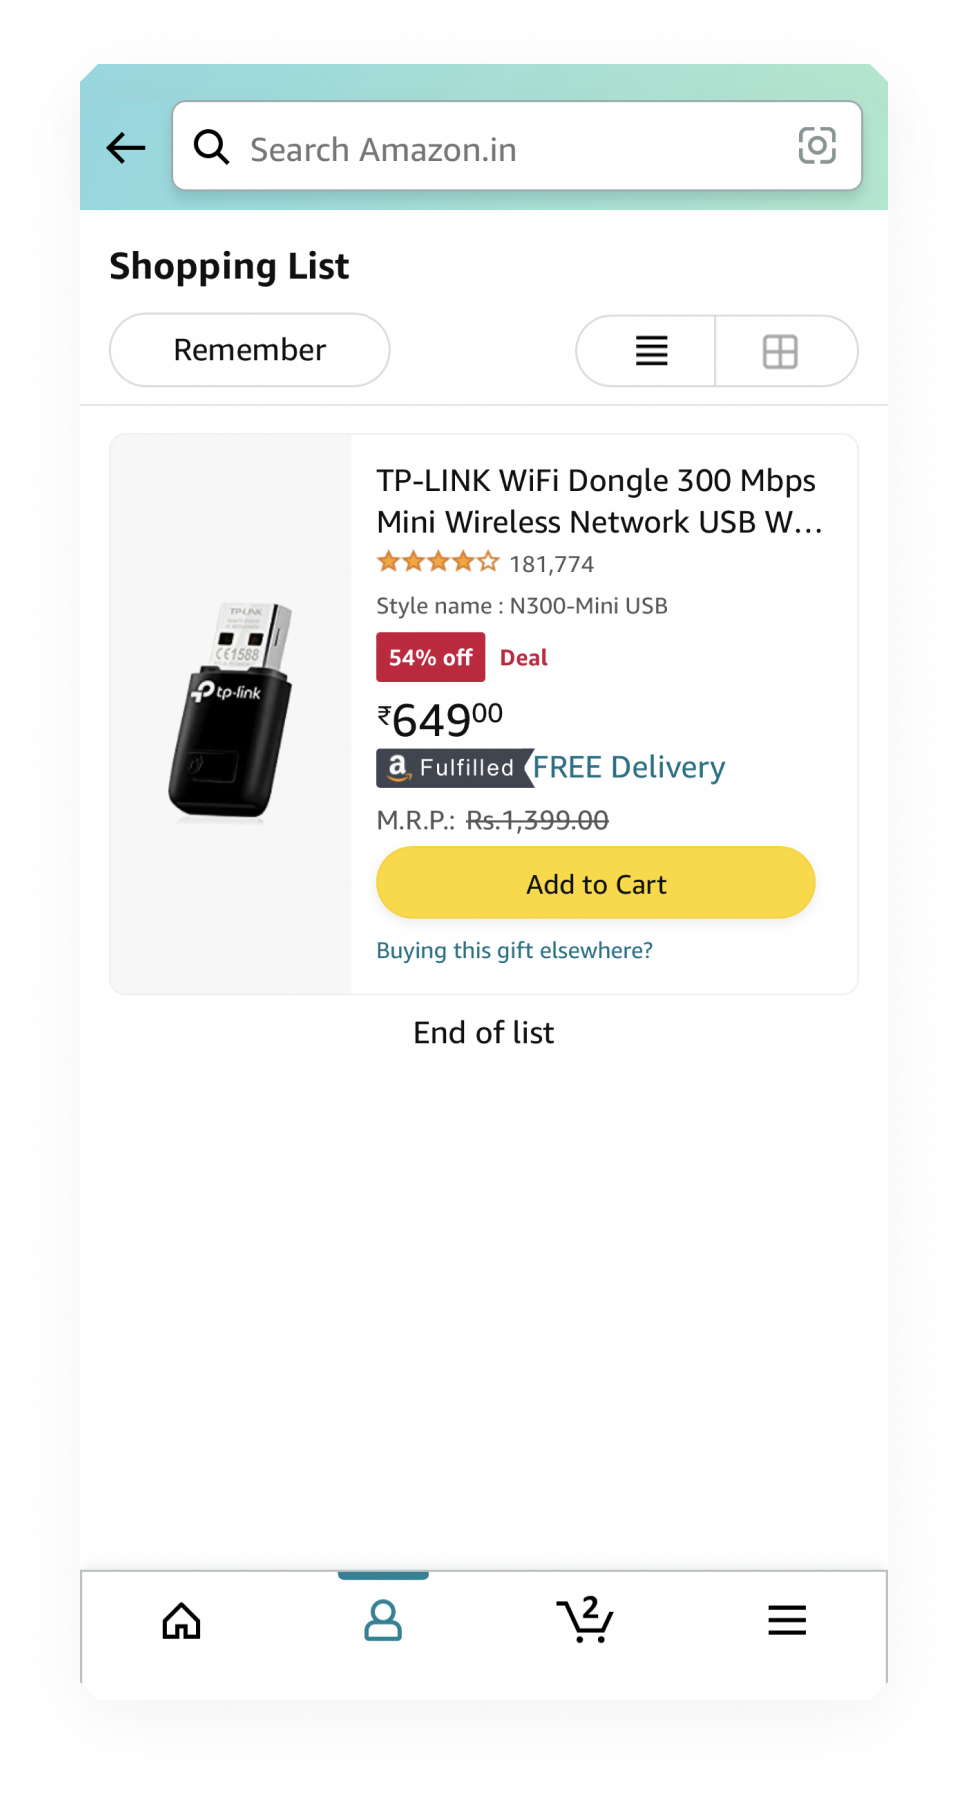 Search Amazon.in
Shopping List
Remember
TP-LINK WiFi Dongle 300 Mbps
Mini Wireless Network USB W...
181,774
Style name : N300-Mini USB
54% off Deal
₹64900
a Fulfilled FREE Delivery
M.R.P.: Rs.1,399.00
Add to Cart
Buying this gift elsewhere?
TP-LINK
CE1588
tp-link
End of list
2